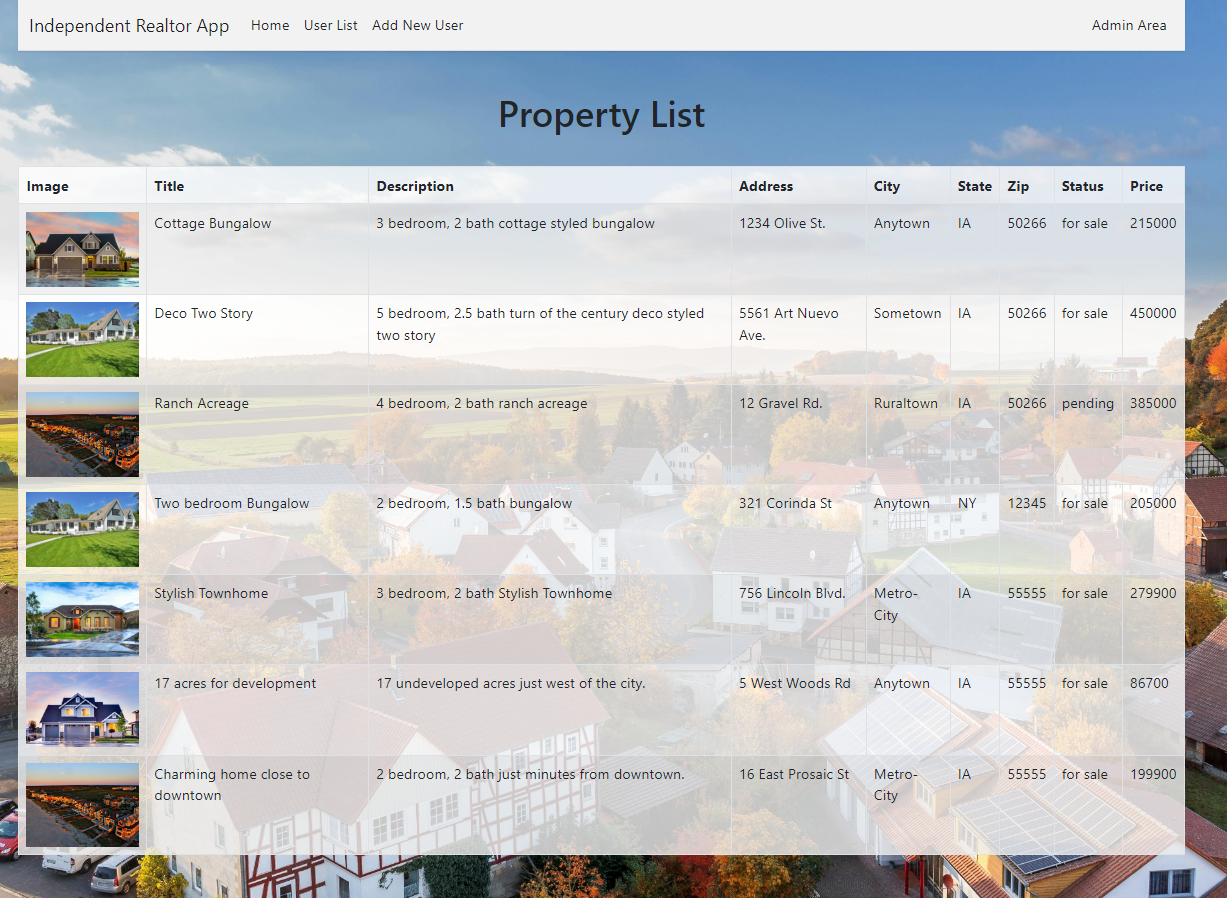 Independent Realtor App Home User List Add New User Admin Area
Property List
Image Title Description Address City State Zip Status Price
Cottage Bungalow 3 bedroom, 2 bath cottage styled bungalow 1234 Olive St. Anytown IA 50266 for sale 215000
Deco Two Story 5 bedroom, 2.5 bath turn of the century deco styled 5561 Art Nuevo Sometown IA 50266 for sale 450000
two story Ave.
Ranch Acreage 4 bedroom, 2 bath ranch acreage 12 Gravel Rd. Ruraltown IA 50266 pending 385000
Two bedroom Bungalow 2 bedroom, 1.5 bath bungalow 321 Corinda St Anytown NY 12345 for sale 205000
Stylish Townhome 3 bedroom, 2 bath Stylish Townhome 756 Lincoln Blvd. Metro- IA 55555 for sale 279900
City
17 acres for development 17 undeveloped acres just west of the city. 5 West Woods Rd Anytown IA 55555 for sale 86700
Charming home close to 2 bedroom, 2 bath just minutes from downtown. 16 East Prosaic St Metro- IA 55555 for sale 199900
downtown City